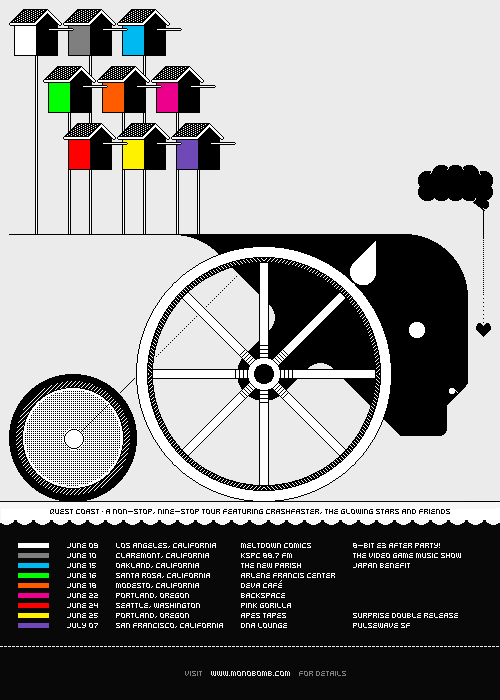 QUEST COAST · A NON-STOP, NINE-STOP TOUR FEATURING CRASHFASTER, THE GLOWING STARS AND FRIENDS
JUNE 09 LOS ANGELES, CALIFORNIA MELTDOWN COMICS 8-BIT E3 AFTER PARTY!
JUNE 10 CLAREMONT, CALIFORNIA KSPC 88.7 FM THE VIDEO GAME MUSIC SHOW
JUNE 15 OAKLAND, CALIFORNIA THE NEW PARISH JAPAN BENEFIT
JUNE 16 SANTA ROSA, CALIFORNIA ARLENE FRANCIS CENTER
JUNE 18 MODESTO, CALIFORNIA DEVA CAFÉ
JUNE 22 PORTLAND, OREGON BACKSPACE
JUNE 24 SEATTLE, WASHINGTON PINK GORILLA
JUNE 25 PORTLAND, OREGON APES TAPES SURPRISE DOUBLE RELEASE
JULY 07 SAN FRANCISCO, CALIFORNIA DNA LOUNGE PULSEWAVE SF
VISIT WWW.MONOBOMB.COM FOR DETAILS